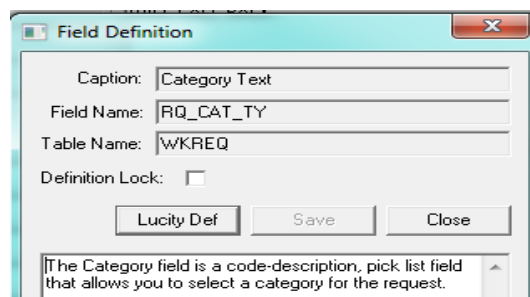 Field Definition
Caption: Category Text
Field Name: RQ_CAT_TY
Table Name: WKREQ
Definition Lock:
Lucity Def Save Close
The Category field is a code-description, pick list field
that allows you to select a category for the request.